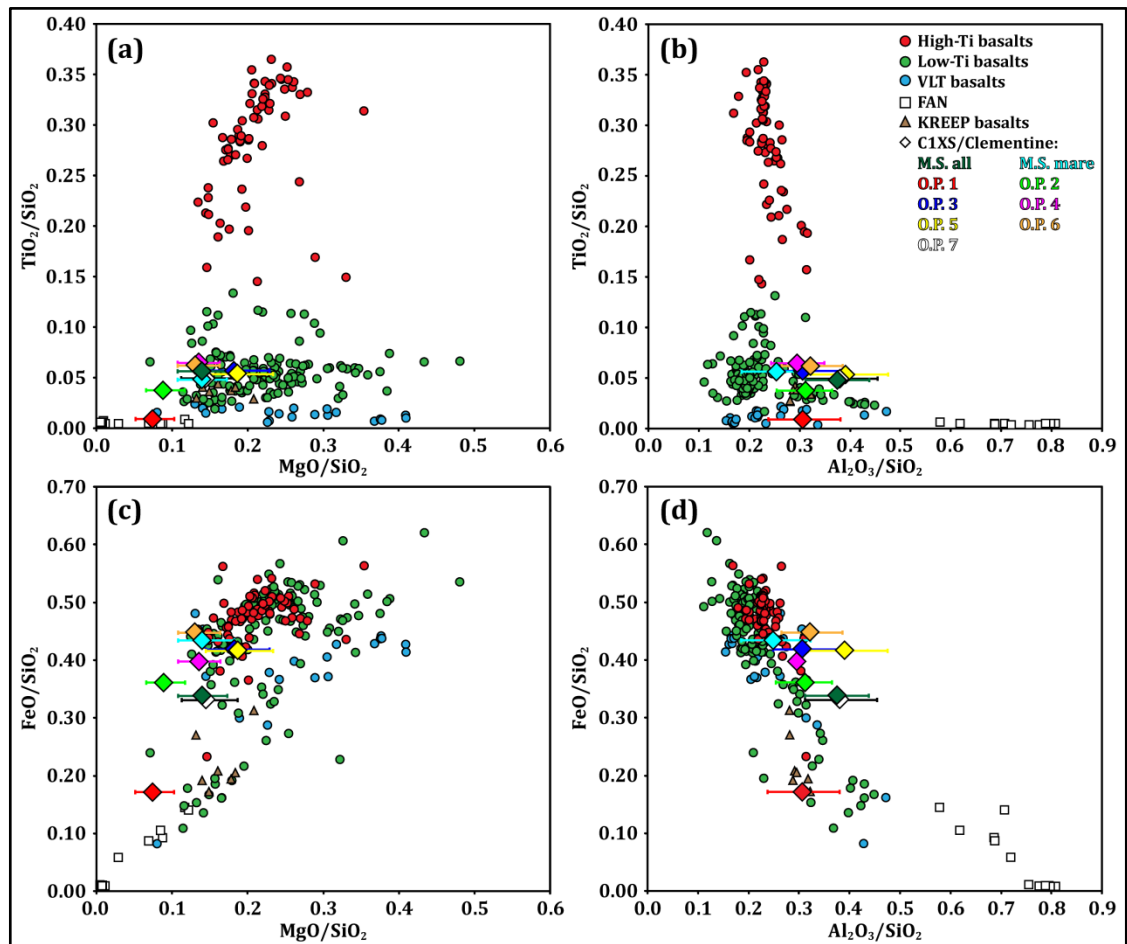 (a)
0.40
0.35
0.30
0.25
0.20
0.15
0.10
0.05
0.00
TiO₂/SiO₂
0.0 0.1 0.2 0.3 0.4 0.5 0.6
MgO/SiO₂
(b)
0.40
0.35
0.30
0.25
0.20
0.15
0.10
0.05
0.00
TiO₂/SiO₂
0.0 0.1 0.2 0.3 0.4 0.5 0.6 0.7 0.8 0.9
Al₂O₃/SiO₂
High-Ti basalts
Low-Ti basalts
VLT basalts
FAN
KREEP basalts
C1XS/Clementine:
M.S. all M.S. mare
O.P. 1 O.P. 2
O.P. 3 O.P. 4
O.P. 5 O.P. 6
O.P. 7
(c)
0.70
0.60
0.50
0.40
0.30
0.20
0.10
0.00
FeO/SiO₂
0.0 0.1 0.2 0.3 0.4 0.5 0.6
MgO/SiO₂
(d)
0.70
0.60
0.50
0.40
0.30
0.20
0.10
0.00
FeO/SiO₂
0.0 0.1 0.2 0.3 0.4 0.5 0.6 0.7 0.8 0.9
Al₂O₃/SiO₂